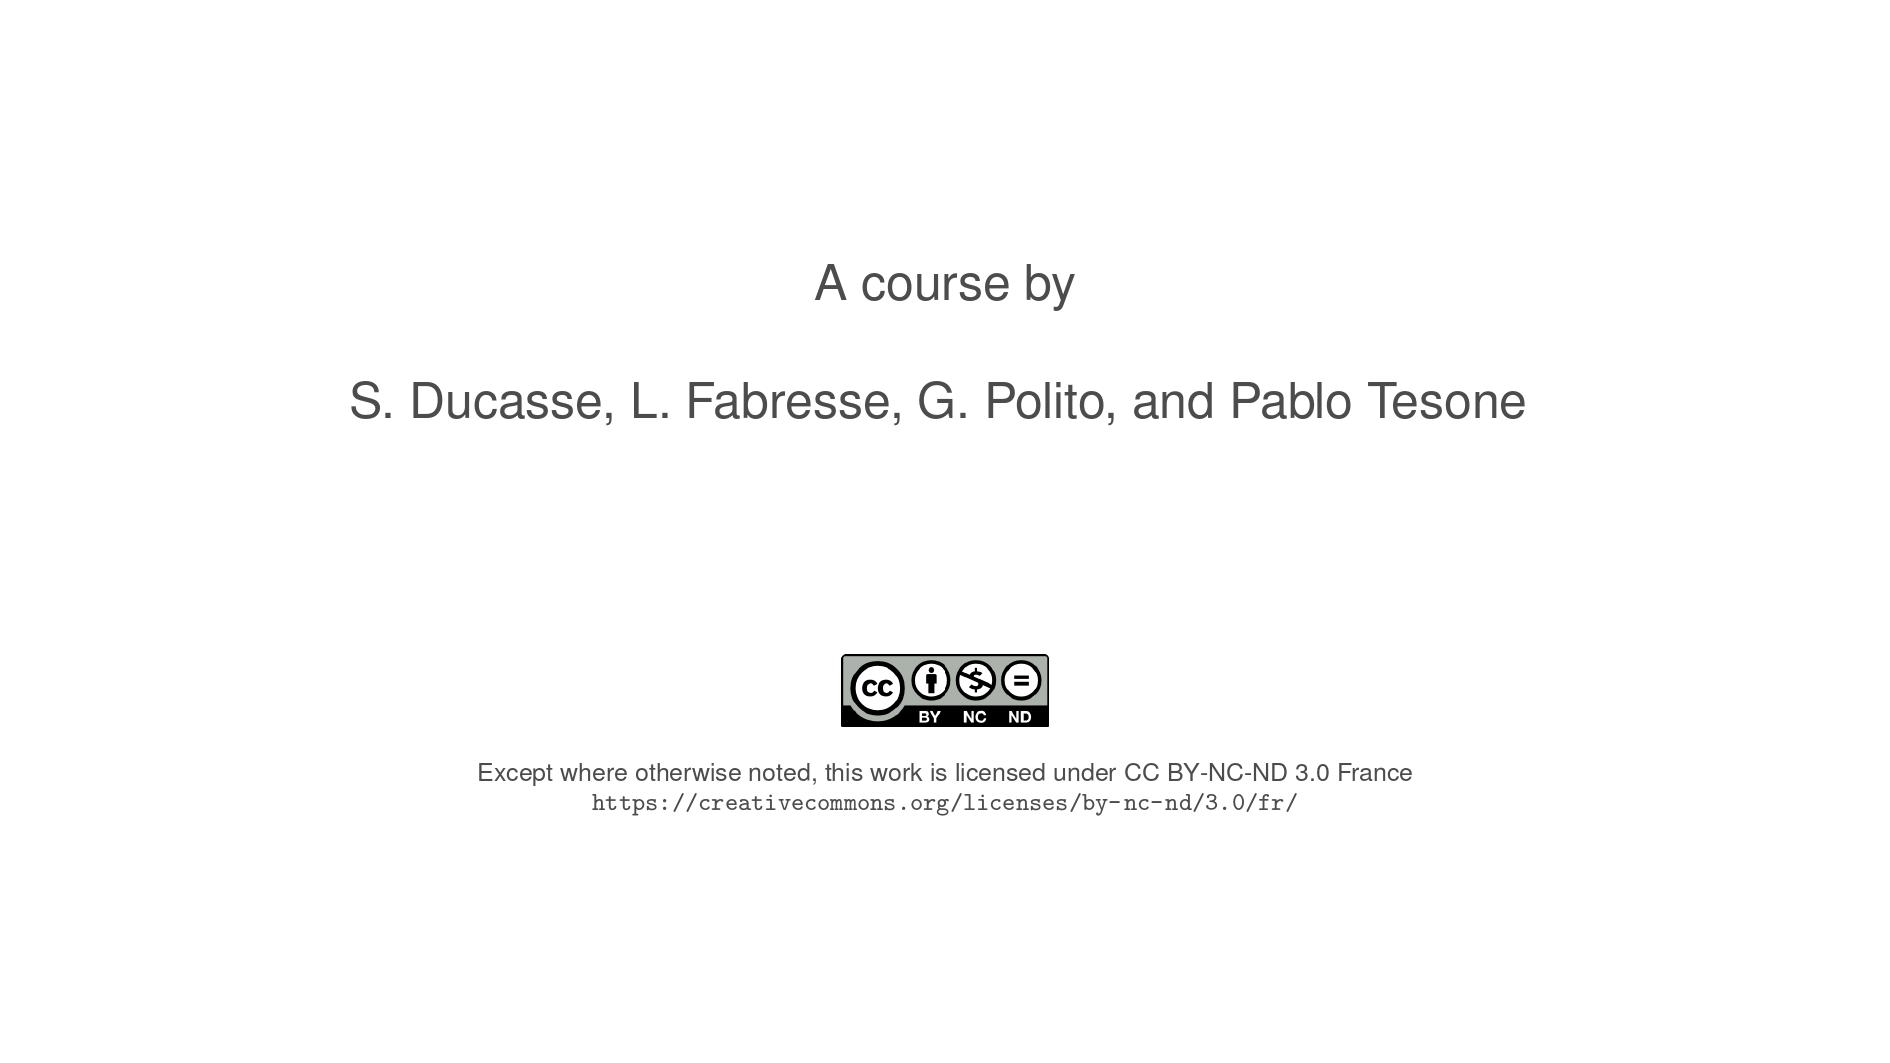 A course by
S. Ducasse, L. Fabresse, G. Polito, and Pablo Tesone
cc BY NC ND
Except where otherwise noted, this work is licensed under CC BY-NC-ND 3.0 France
https://creativecommons.org/licenses/by-nc-nd/3.0/fr/